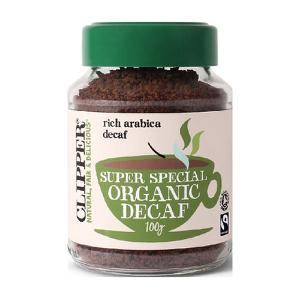 rich arabica
decaf
CLIPPER®
NATURAL, FAIR & DELICIOUS®
SUPER SPECIAL
ORGANIC
DECAF
100g